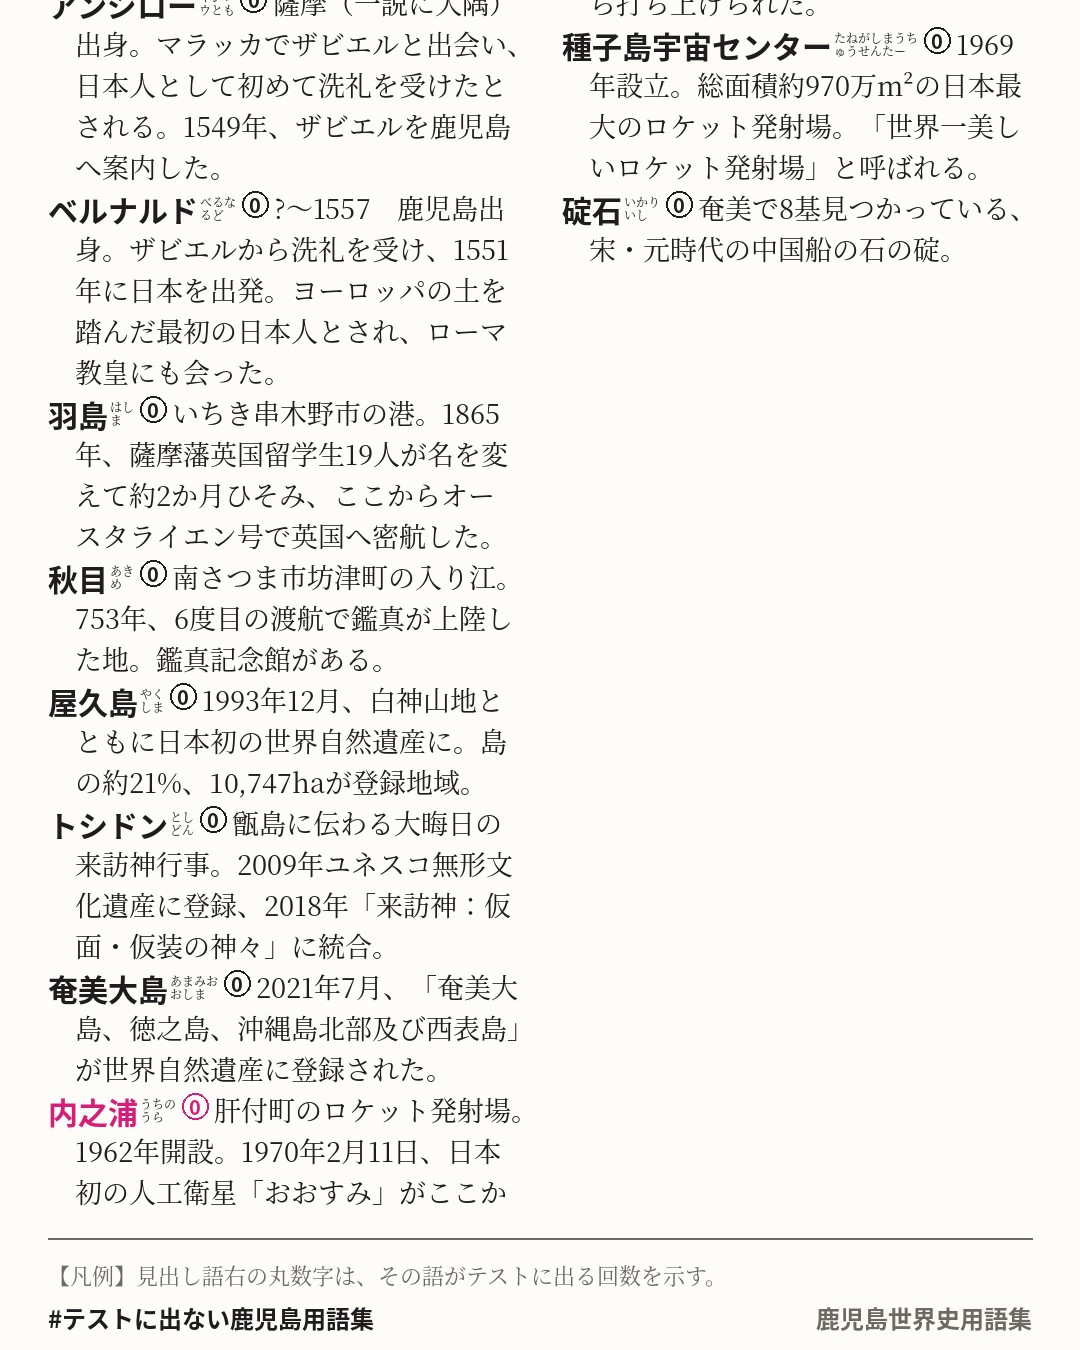 アンジロー 0 薩摩（一説に大隅）
出身。マラッカでザビエルと出会い、
日本人として初めて洗礼を受けたと
される。1549年、ザビエルを鹿児島
へ案内した。
ベルナルド べるなるど 0 ?〜1557　鹿児島出
身。ザビエルから洗礼を受け、1551
年に日本を出発。ヨーロッパの土を
踏んだ最初の日本人とされ、ローマ
教皇にも会った。
羽島 はしま 0 いちき串木野市の港。1865
年、薩摩藩英国留学生19人が名を変
えて約2か月ひそみ、ここからオー
スタライエン号で英国へ密航した。
秋目 あきめ 0 南さつま市坊津町の入り江。
753年、6度目の渡航で鑑真が上陸し
た地。鑑真記念館がある。
屋久島 やくしま 0 1993年12月、白神山地と
ともに日本初の世界自然遺産に。島
の約21%、10,747haが登録地域。
トシドン としどん 0 甑島に伝わる大晦日の
来訪神行事。2009年ユネスコ無形文
化遺産に登録、2018年「来訪神：仮
面・仮装の神々」に統合。
奄美大島 あまみおおしま 0 2021年7月、「奄美大
島、徳之島、沖縄島北部及び西表島」
が世界自然遺産に登録された。
内之浦 うちのうら 0 肝付町のロケット発射場。
1962年開設。1970年2月11日、日本
初の人工衛星「おおすみ」がここか
ら打ち上げられた。
種子島宇宙センター たねがしまうちゅうせんたー 0 1969
年設立。総面積約970万m²の日本最
大のロケット発射場。「世界一美し
いロケット発射場」と呼ばれる。
碇石 いかりいし 0 奄美で8基見つかっている、
宋・元時代の中国船の石の碇。
【凡例】見出し語右の丸数字は、その語がテストに出る回数を示す。
#テストに出ない鹿児島用語集
鹿児島世界史用語集